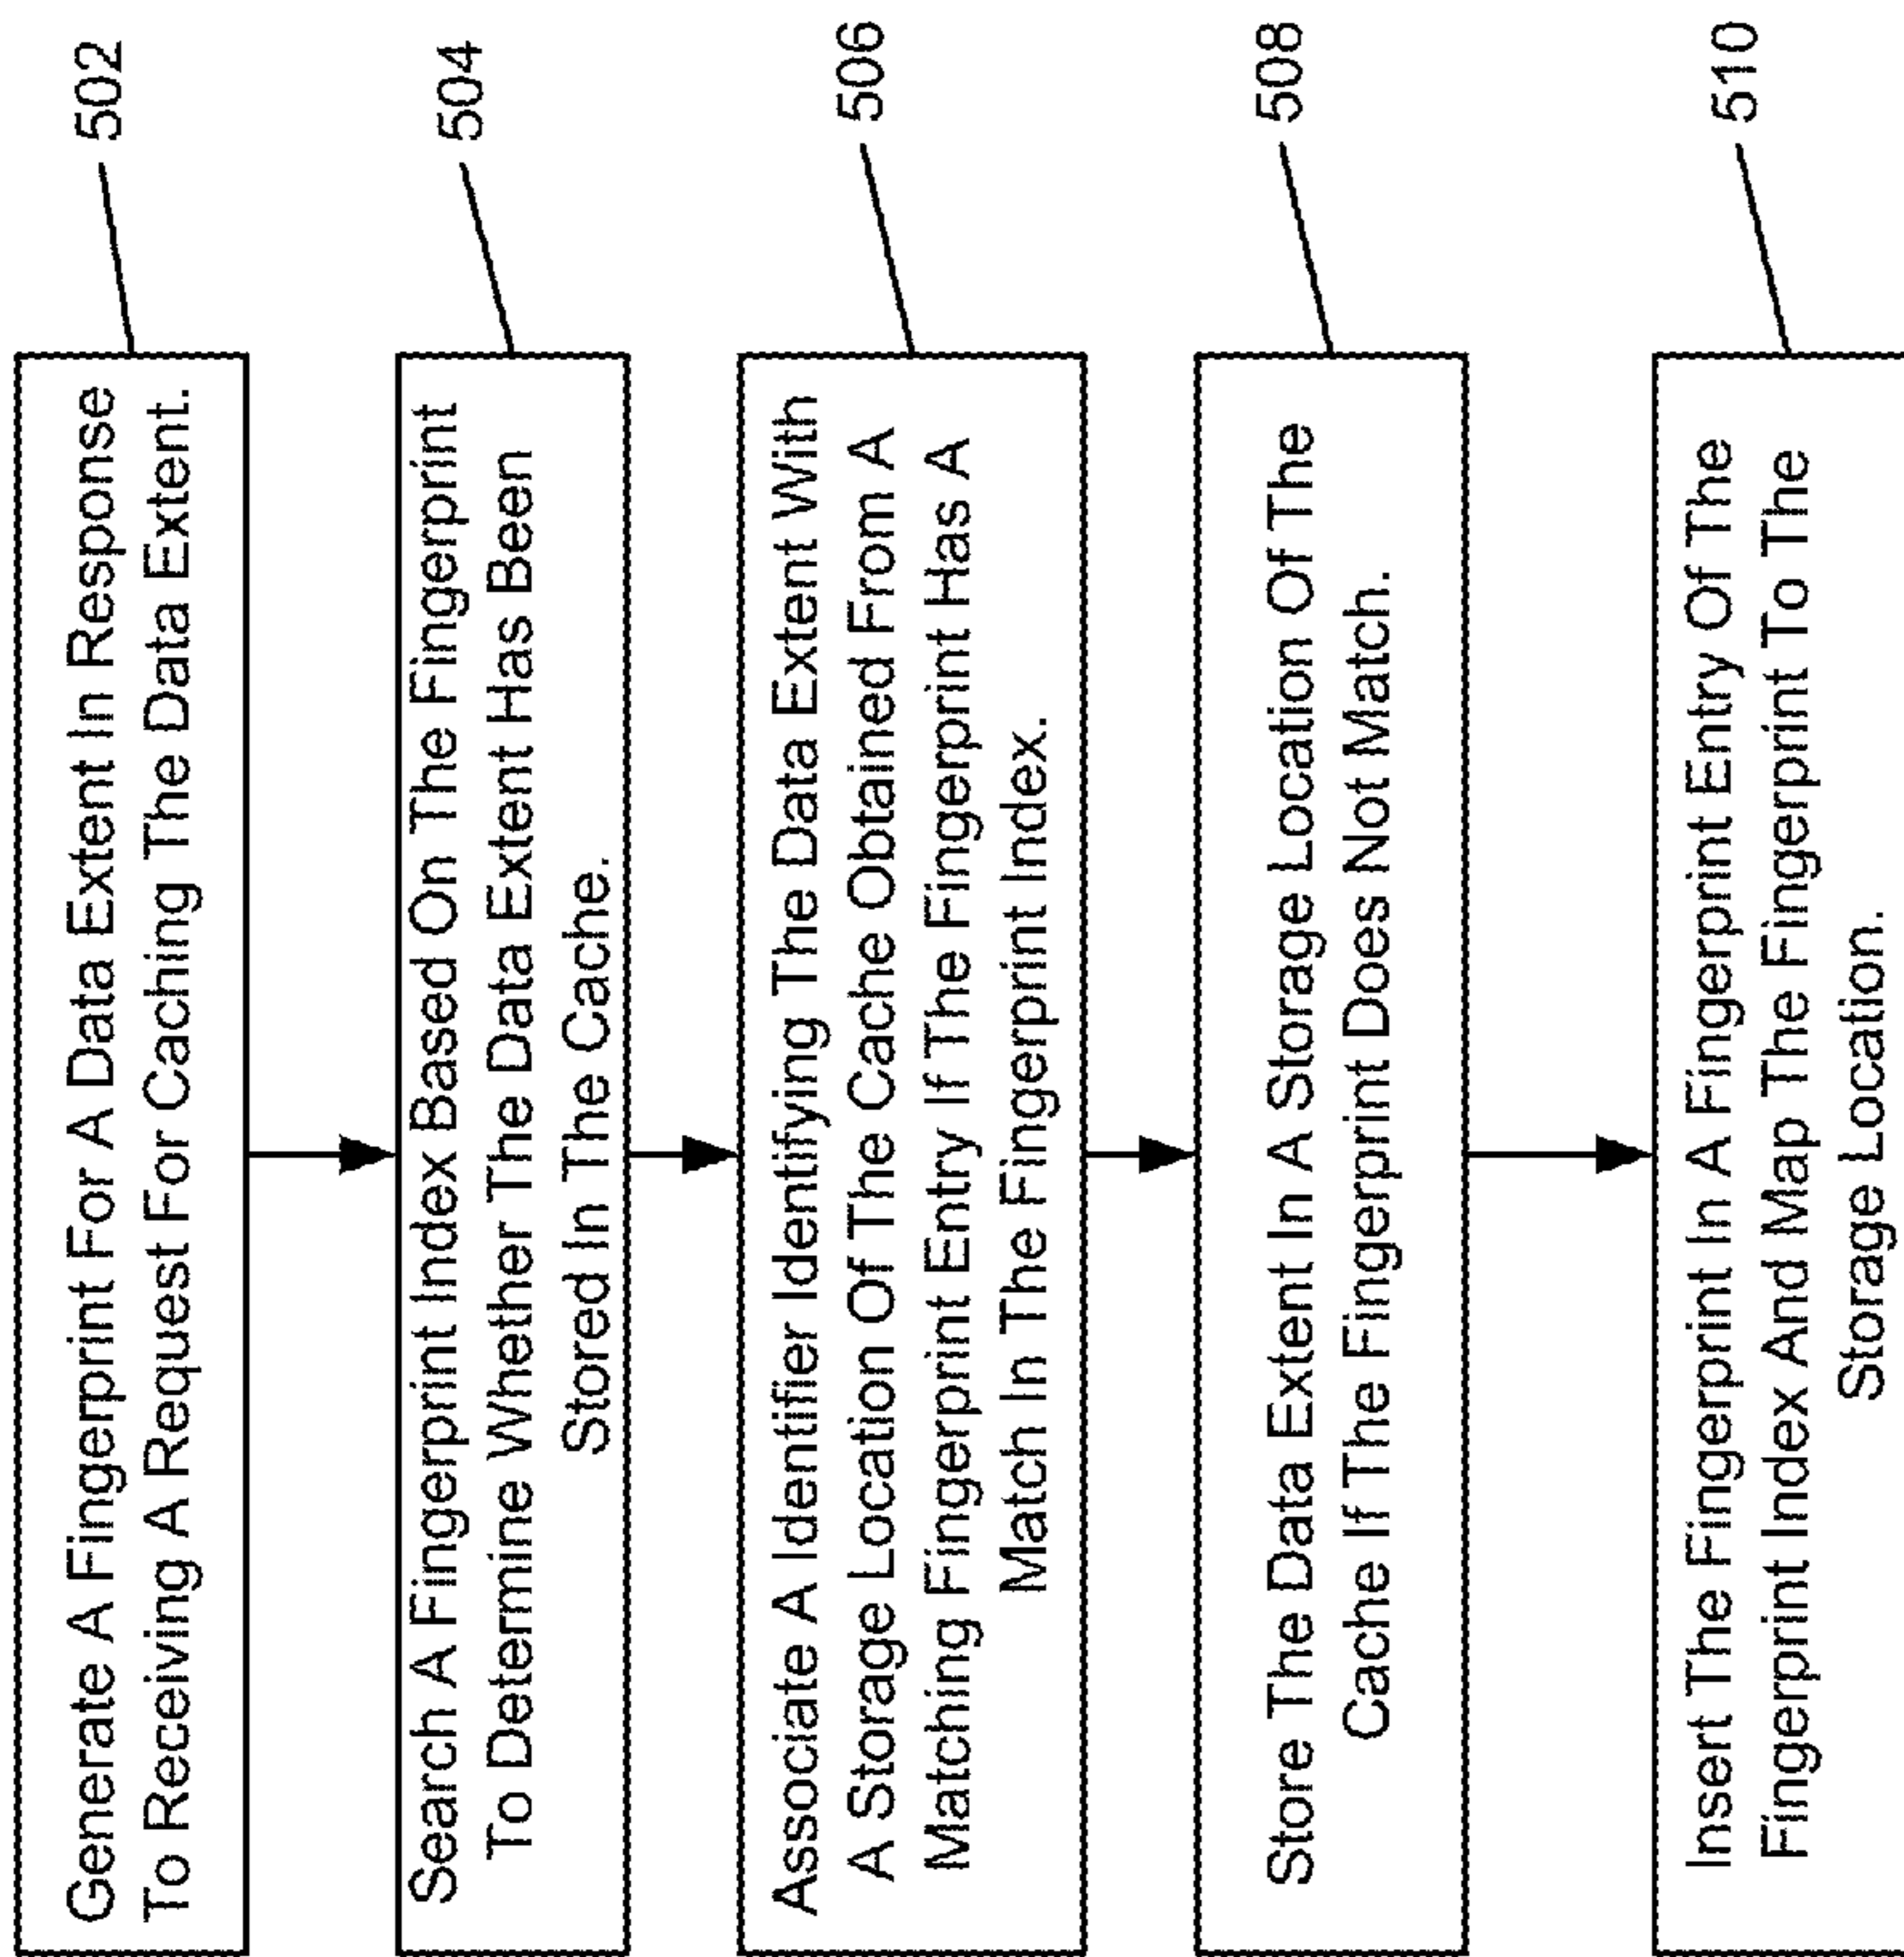 Generate A Fingerprint For A Data Extent In Response
To Receiving A Request For Caching The Data Extent.
502
Search A Fingerprint Index Based On The Fingerprint
To Determine Whether The Data Extent Has Been
Stored In The Cache.
504
Associate A Identifier Identifying The Data Extent With
A Storage Location Of The Cache Obtained From A
Matching Fingerprint Entry If The Fingerprint Has A
Match In The Fingerprint Index.
506
Store The Data Extent In A Storage Location Of The
Cache If The Fingerprint Does Not Match.
508
Insert The Fingerprint In A Fingerprint Entry Of The
Fingerprint Index And Map The Fingerprint To The
Storage Location.
510